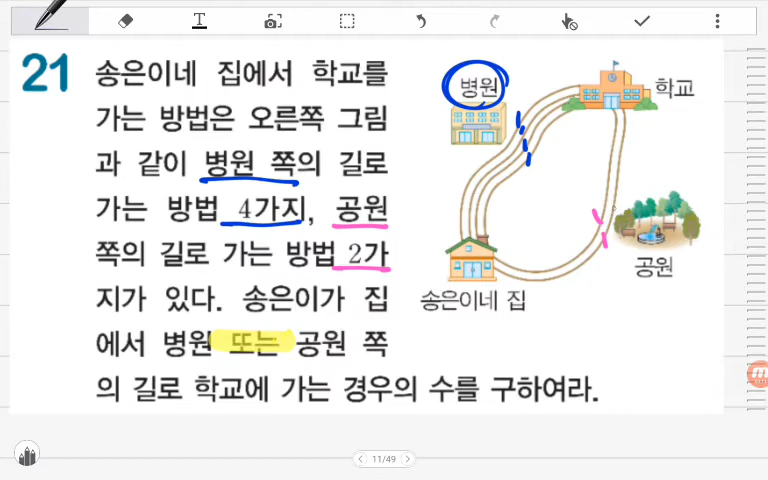 T
21
송은이네 집에서 학교를
가는 방법은 오른쪽 그림
과 같이 병원 쪽의 길로
가는 방법 4가지, 공원
쪽의 길로 가는 방법 2가
지가 있다. 송은이가 집
에서 병원 또는 공원 쪽
의 길로 학교에 가는 경우의 수를 구하여라.
병원
학교
공원
송은이네 집
11/49